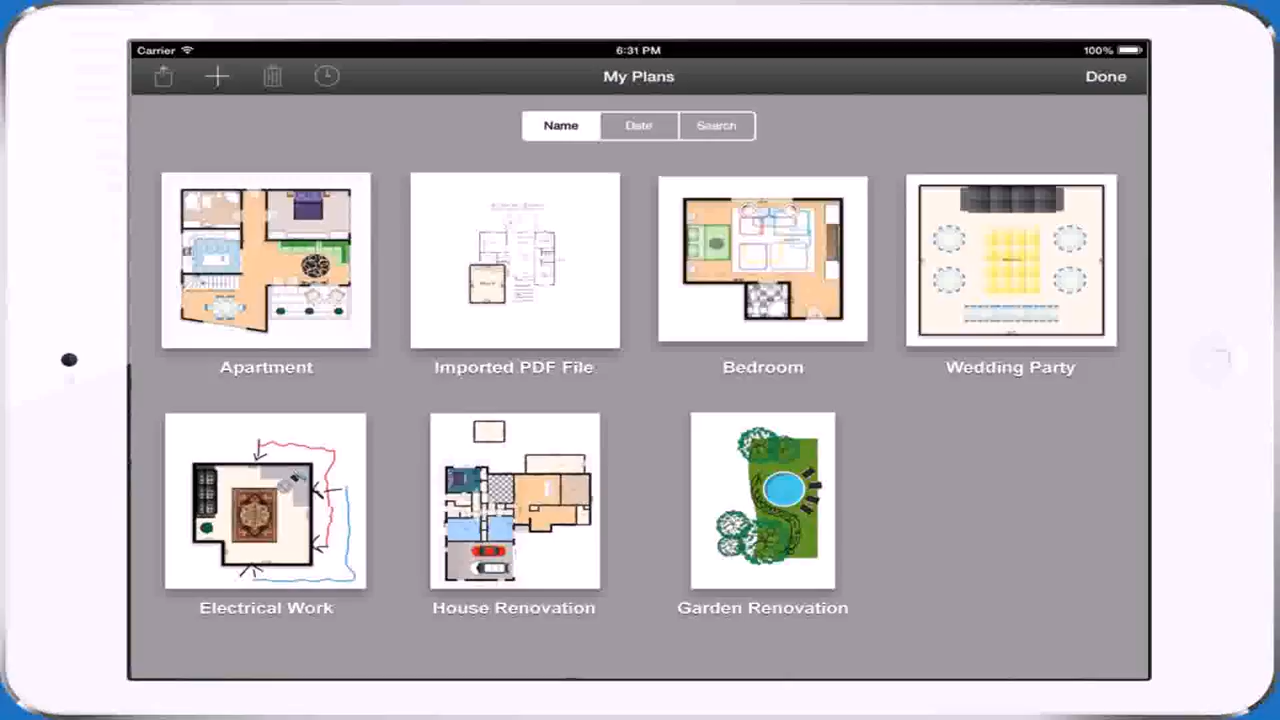 Carrier 6:31 PM 100%
My Plans Done
Name Date Search
Apartment Imported PDF File Bedroom Wedding Party
Electrical Work House Renovation Garden Renovation